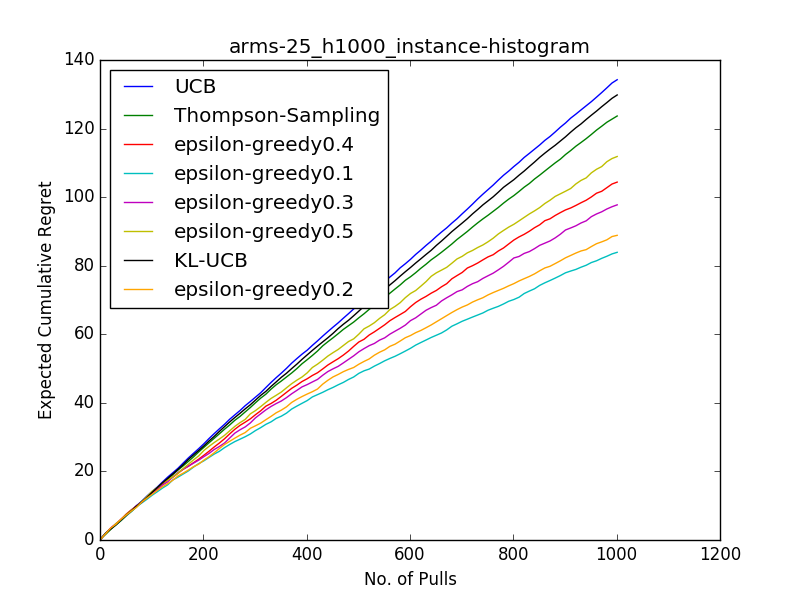 arms-25_h1000_instance-histogram
140
120
100
80
60
40
20
0
Expected Cumulative Regret
UCB
Thompson-Sampling
epsilon-greedy0.4
epsilon-greedy0.1
epsilon-greedy0.3
epsilon-greedy0.5
KL-UCB
epsilon-greedy0.2
0 200 400 600 800 1000 1200
No. of Pulls